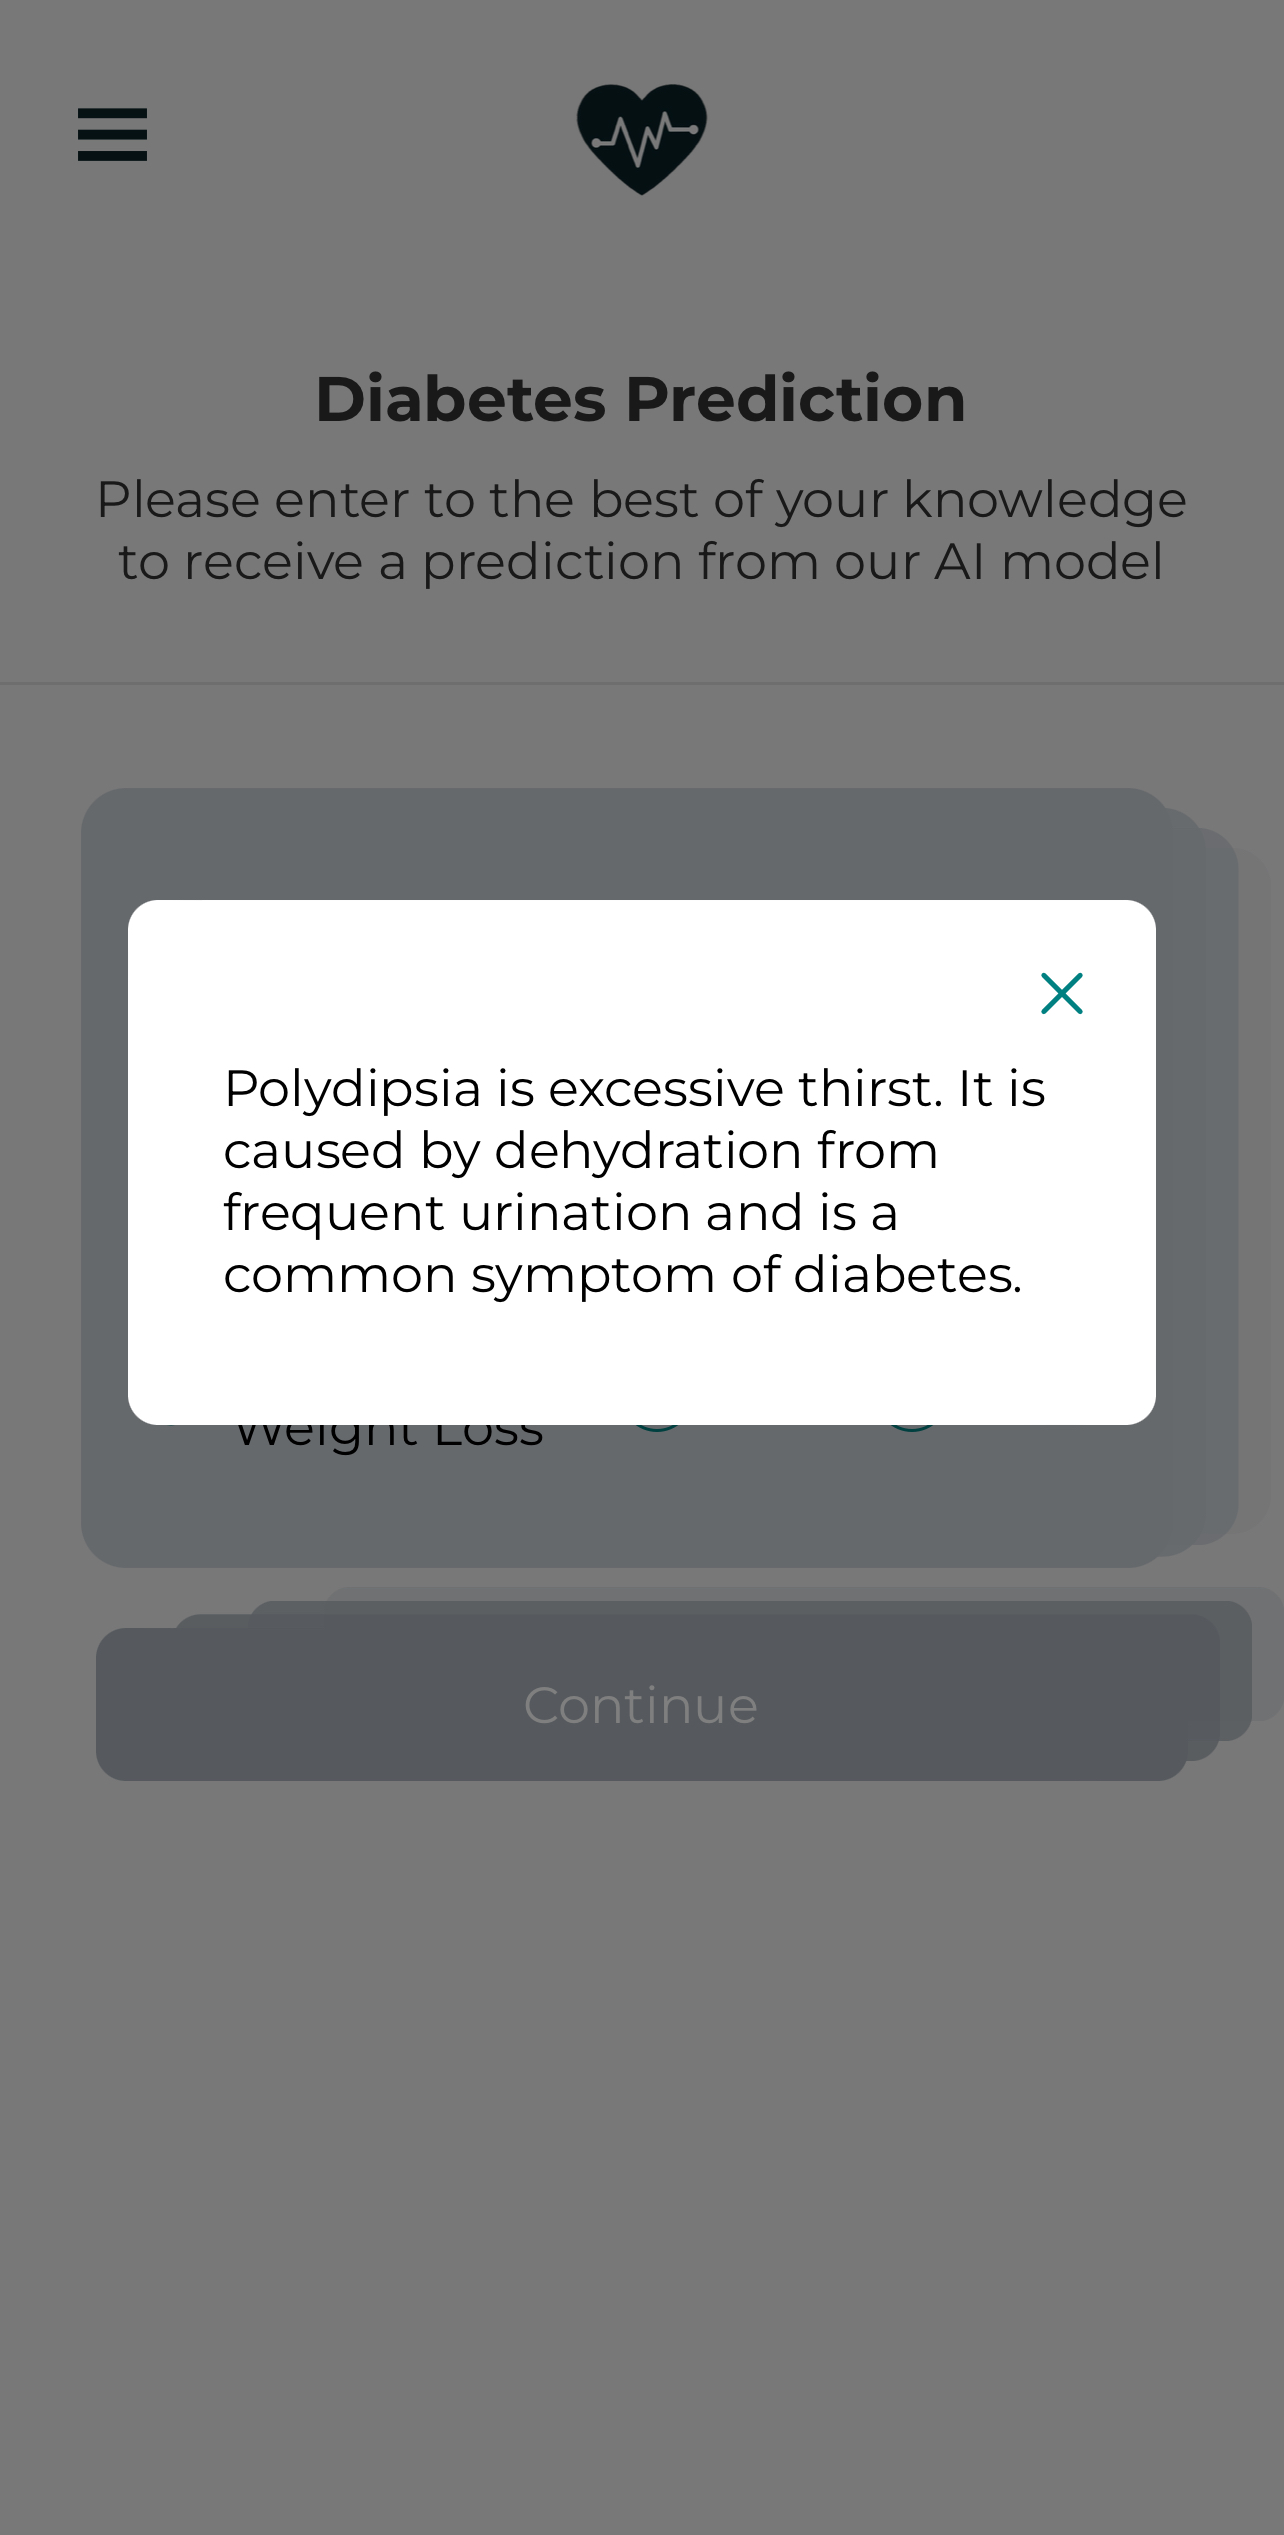 Diabetes Prediction
Please enter to the best of your knowledge
to receive a prediction from our AI model
Polydipsia is excessive thirst. It is
caused by dehydration from
frequent urination and is a
common symptom of diabetes.
Weight Loss
Continue